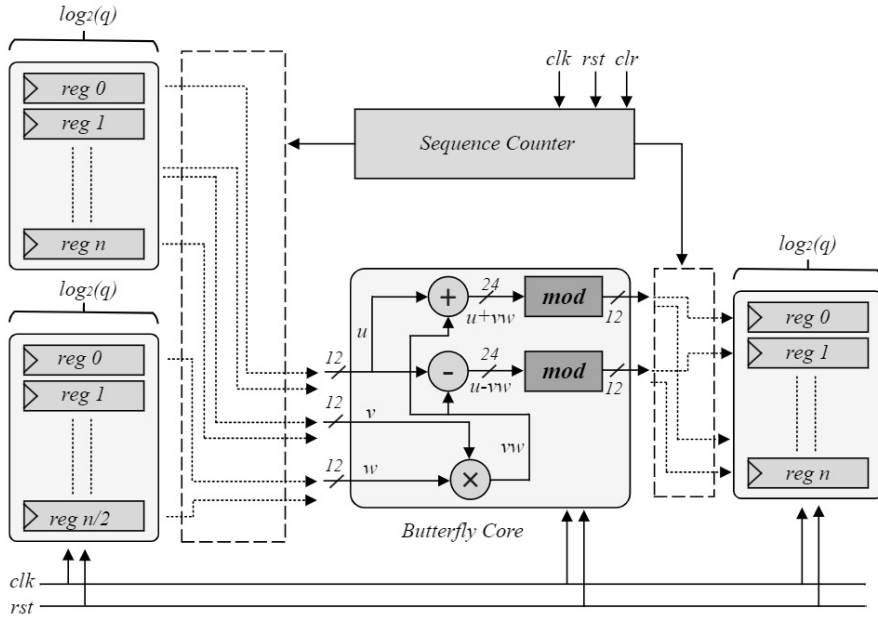 log2(q)
reg 0
reg 1
reg n
log2(q)
reg 0
reg 1
reg n/2
clk rst clr
Sequence Counter
12
12
12
u
v
w
+
-
×
vw
24
u+vw
24
u-vw
mod
mod
12
12
Butterfly Core
log2(q)
reg 0
reg 1
reg n
clk
rst